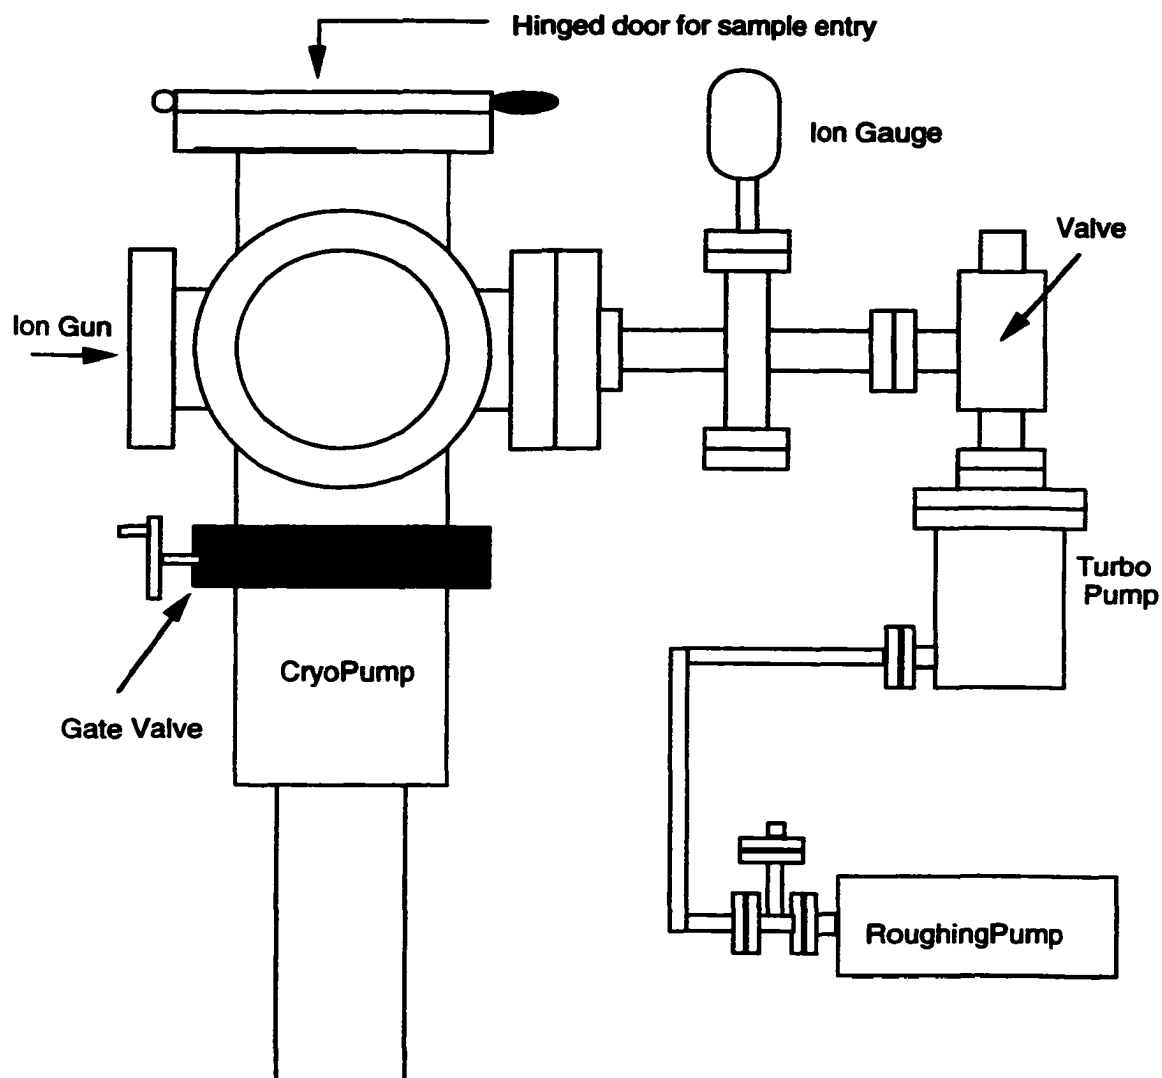 Hinged door for sample entry
Ion Gauge
Valve
Ion Gun
Turbo
Pump
CryoPump
Gate Valve
RoughingPump